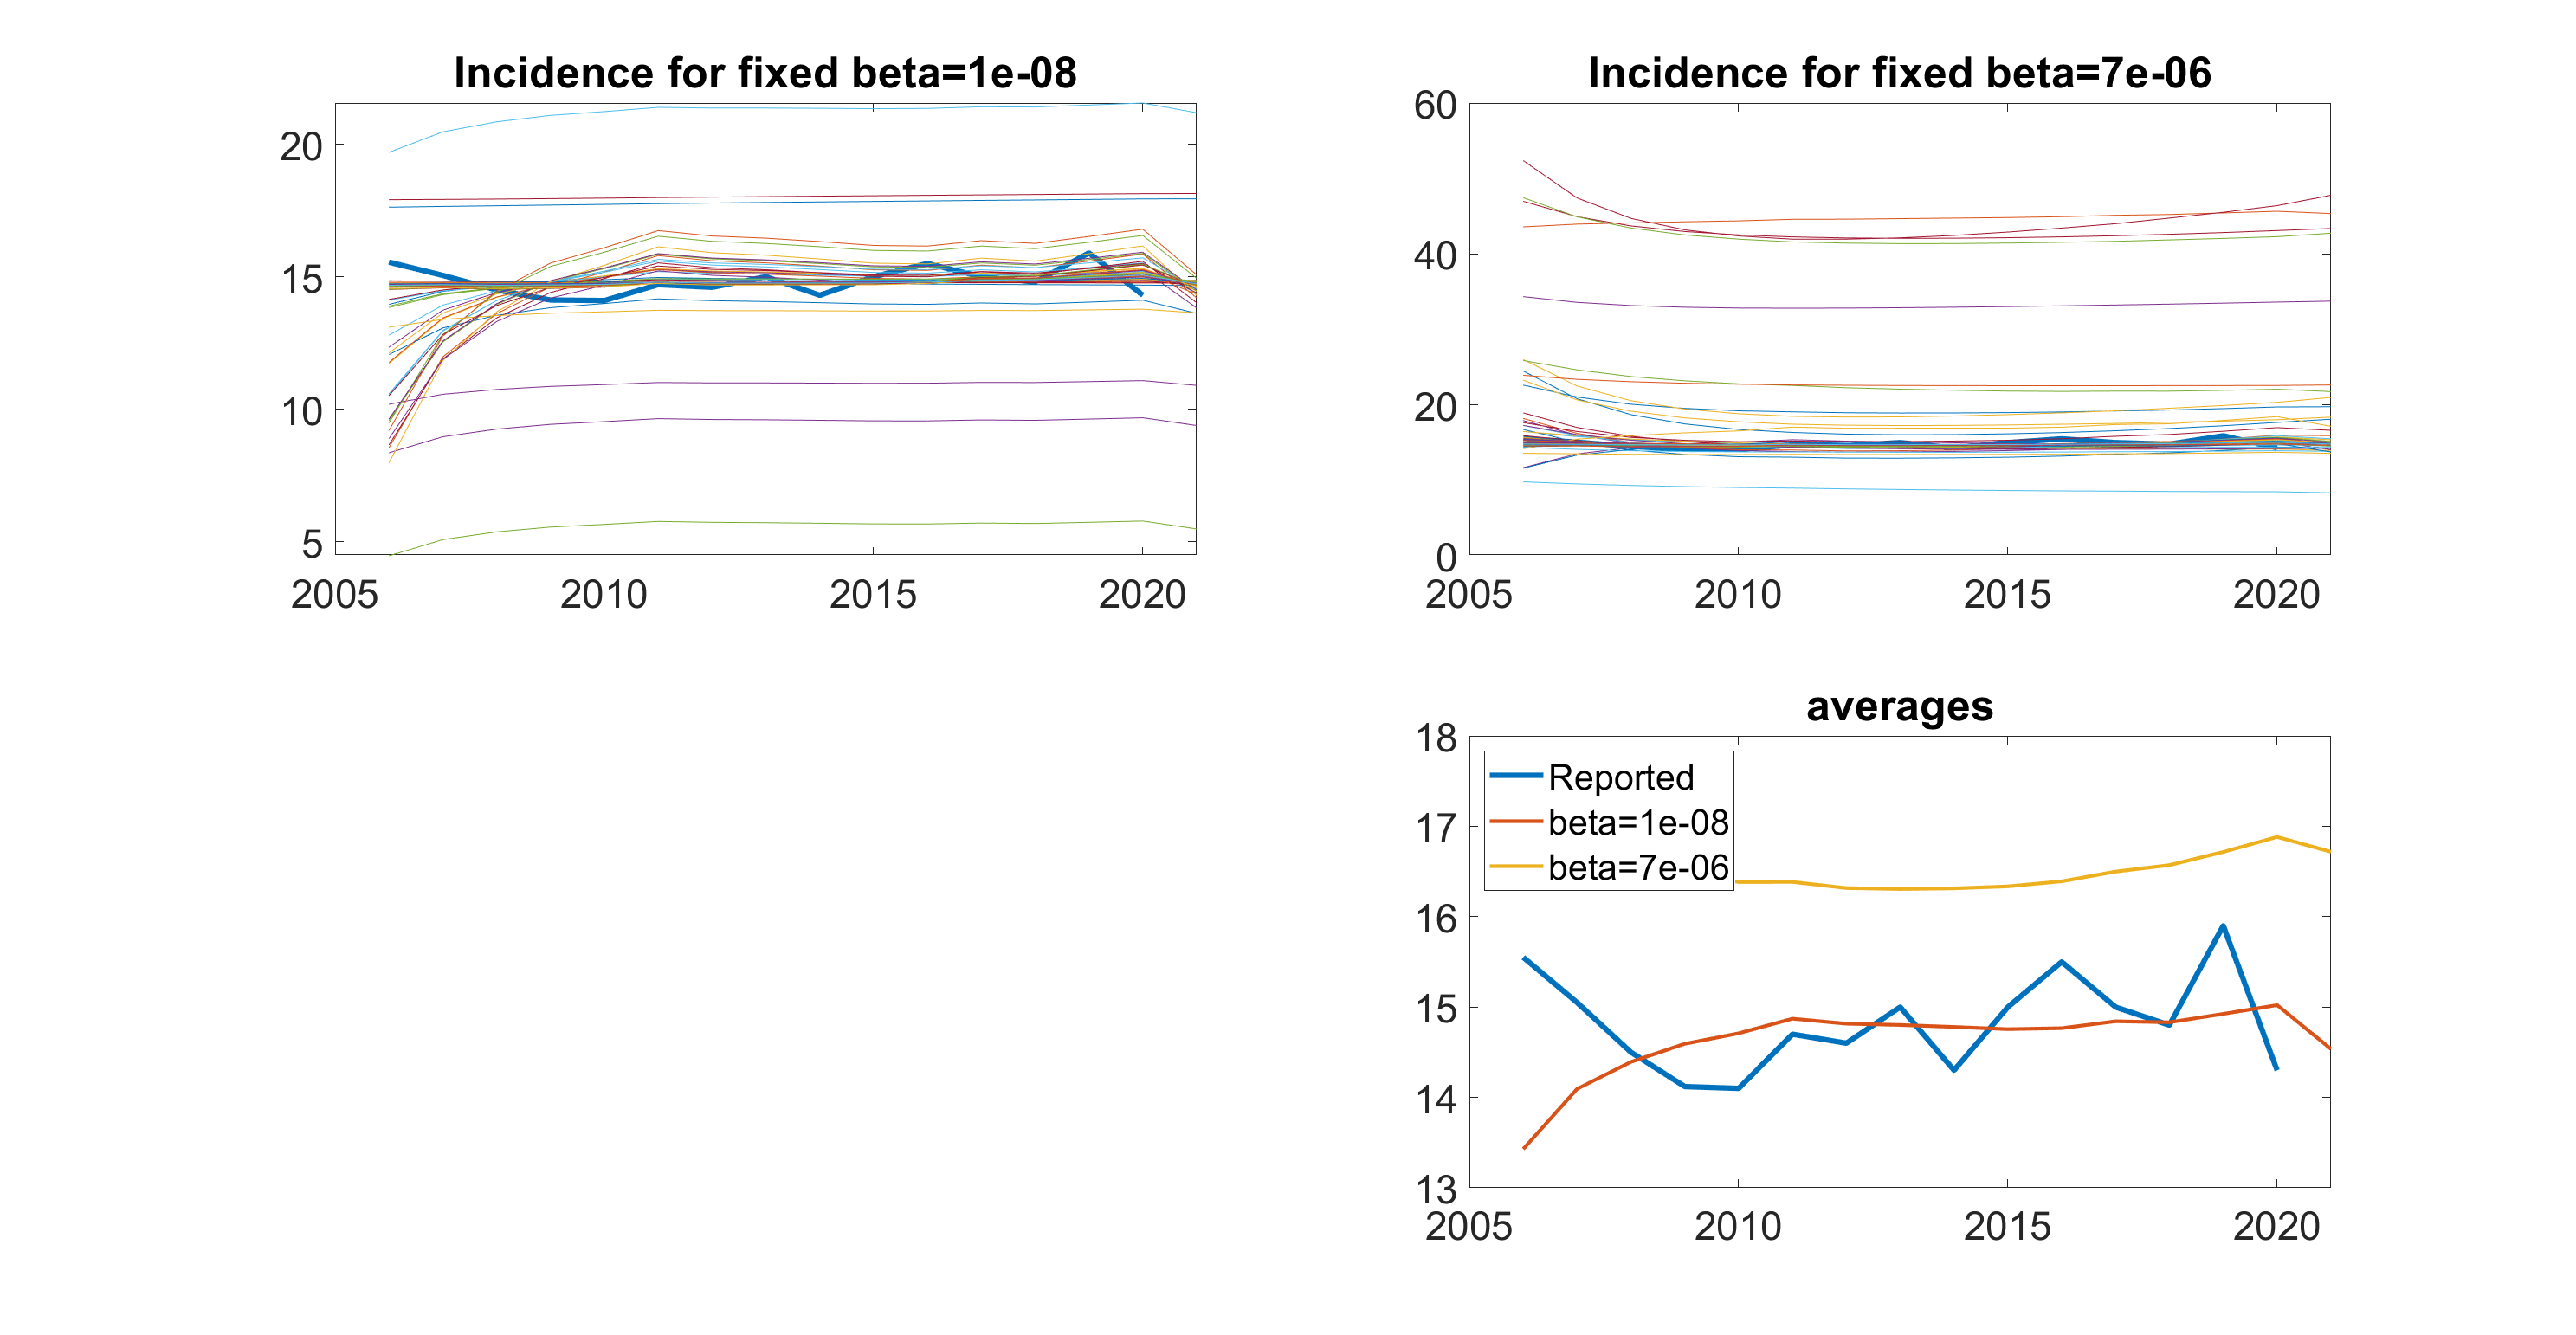 Incidence for fixed beta=1e-08
20
15
10
5
2005 2010 2015 2020
Incidence for fixed beta=7e-06
60
40
20
0
2005 2010 2015 2020
averages
18
17
16
15
14
13
Reported
beta=1e-08
beta=7e-06
2005 2010 2015 2020